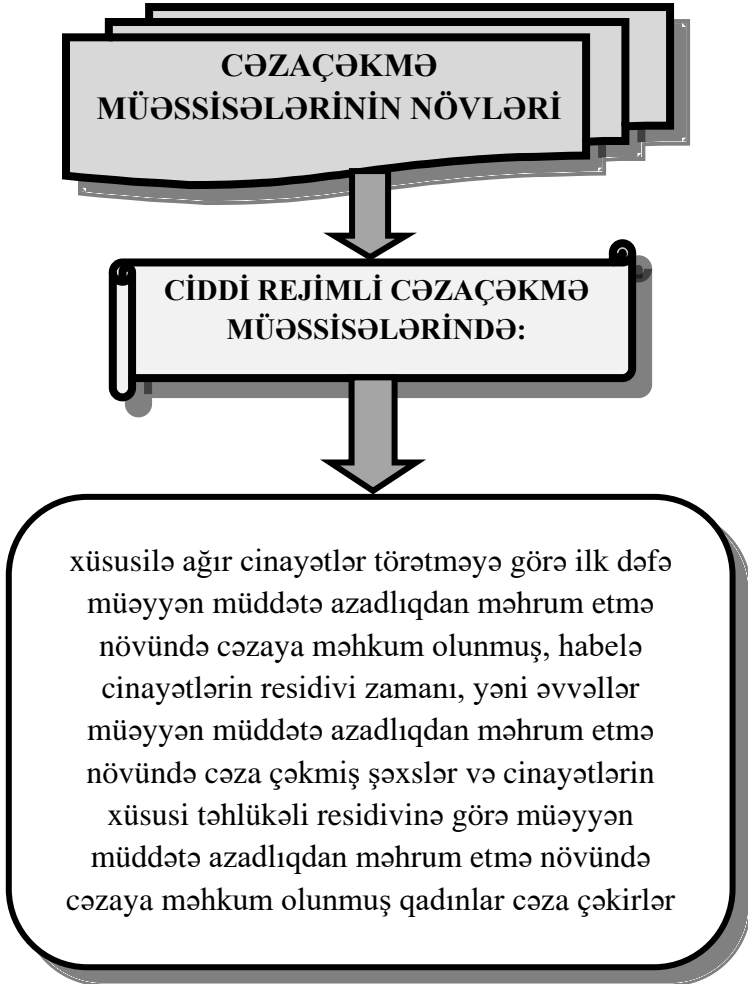 CƏZAÇƏKMƏ
MÜƏSSİSƏLƏRİNİN NÖVLƏRİ
CİDDİ REJİMLİ CƏZAÇƏKMƏ
MÜƏSSİSƏLƏRİNDƏ:
xüsusilə ağır cinayətlər törətməyə görə ilk dəfə
müəyyən müddətə azadlıqdan məhrum etmə
növündə cəzaya məhkum olunmuş, habelə
cinayətlərin residivi zamanı, yəni əvvəllər
müəyyən müddətə azadlıqdan məhrum etmə
növündə cəza çəkmiş şəxslər və cinayətlərin
xüsusi təhlükəli residivinə görə müəyyən
müddətə azadlıqdan məhrum etmə növündə
cəzaya məhkum olunmuş qadınlar cəza çəkirlər